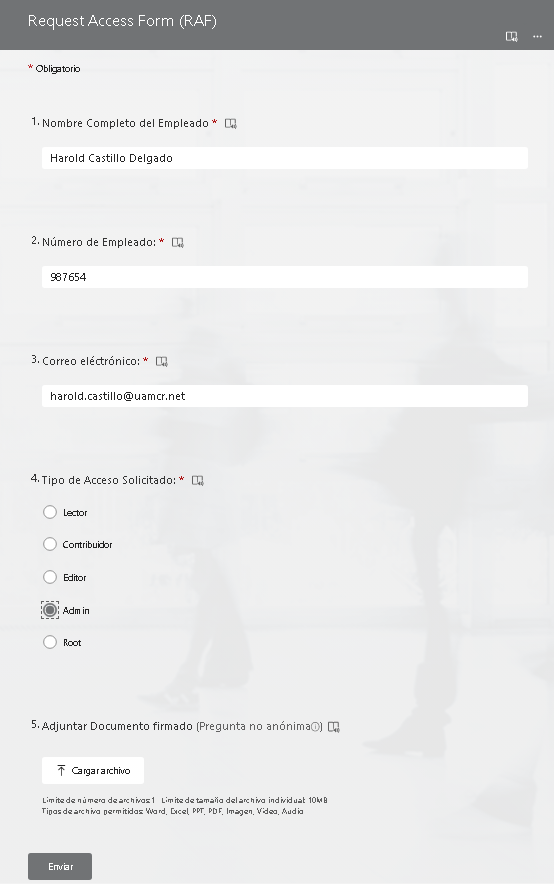 Request Access Form (RAF)
* Obligatorio
1. Nombre Completo del Empleado *
Harold Castillo Delgado
2. Número de Empleado: *
987654
3. Correo eléctrónico: *
harold.castillo@uamcr.net
4. Tipo de Acceso Solicitado: *
Lector
Contribuidor
Editor
Admin
Root
5. Adjuntar Documento firmado (Pregunta no anónima)
Cargar archivo
Límite de número de archivos: 1 Límite de tamaño del archivo individual: 10MB
Tipos de archivo permitidos: Word, Excel, PPT, PDF, Imagen, Vídeo, Audio
Enviar